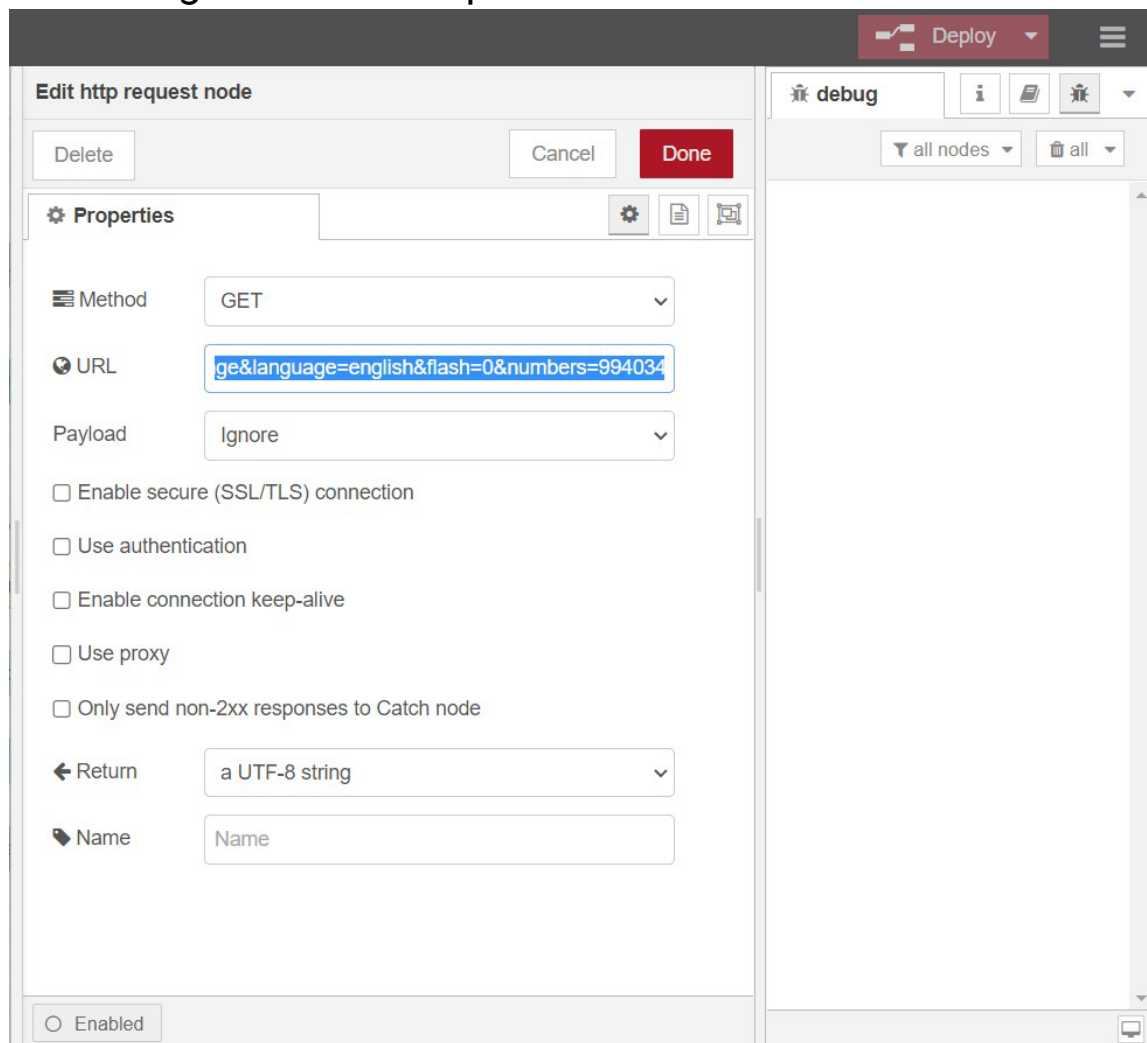 Deploy
Edit http request node
debug
i
Delete
Cancel
Done
all nodes
all
Properties
Method
GET
URL
ge&language=english&flash=0&numbers=994034
Payload
Ignore
Enable secure (SSL/TLS) connection
Use authentication
Enable connection keep-alive
Use proxy
Only send non-2xx responses to Catch node
Return
a UTF-8 string
Name
Name
Enabled